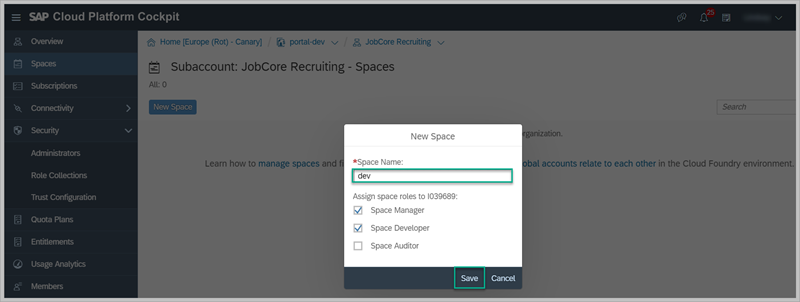 SAP Cloud Platform Cockpit
25
Overview
Spaces
Subscriptions
Connectivity
Security
Administrators
Role Collections
Trust Configuration
Quota Plans
Entitlements
Usage Analytics
Members
Home [Europe (Rot) - Canary] / portal-dev / JobCore Recruiting
Subaccount: JobCore Recruiting - Spaces
All: 0
New Space
Search
organization.
Learn how to manage spaces and fi
obal accounts relate to each other in the Cloud Foundry environment.
New Space
*Space Name:
dev
Assign space roles to I039689:
Space Manager
Space Developer
Space Auditor
Save Cancel